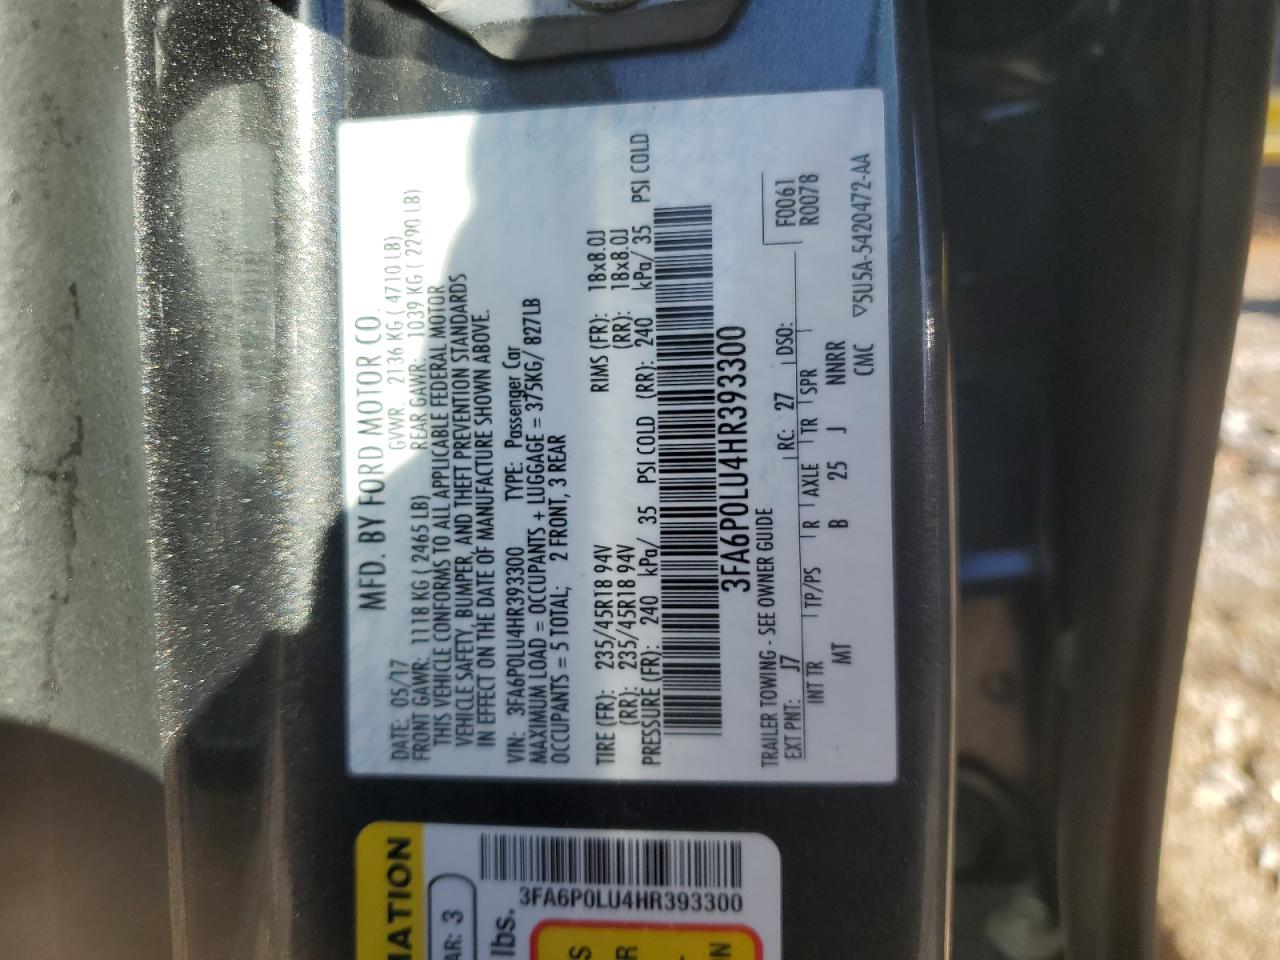 MFD. BY FORD MOTOR CO.
DATE: 05/17 GVWR: 2136 KG ( 4710 LB)
FRONT GAWR: 1118 KG ( 2465 LB) REAR GAWR: 1039 KG ( 2290 LB)
THIS VEHICLE CONFORMS TO ALL APPLICABLE FEDERAL MOTOR
VEHICLE SAFETY, BUMPER, AND THEFT PREVENTION STANDARDS
IN EFFECT ON THE DATE OF MANUFACTURE SHOWN ABOVE.
VIN: 3FA6P0LU4HR393300 TYPE: Passenger Car
MAXIMUM LOAD = OCCUPANTS + LUGGAGE = 375KG/ 827LB
OCCUPANTS = 5 TOTAL; 2 FRONT, 3 REAR
TIRE (FR): 235/45R18 94V RIMS (FR): 18x8.0J
(RR): 235/45R18 94V (RR): 18x8.0J
PRESSURE (FR): 240 kPa/ 35 PSI COLD (RR): 240 kPa/ 35 PSI COLD
3FA6P0LU4HR393300
TRAILER TOWING - SEE OWNER GUIDE
F0061
EXT PNT: J7 RC: 27 DSO: R0078
INT TR TP/PS R AXLE TR SPR
MT B 25 J NNRR
CMC ▽5U5A-5420472-AA
MATION
AR: 3
lbs.
3FA6P0LU4HR393300
S
R
N